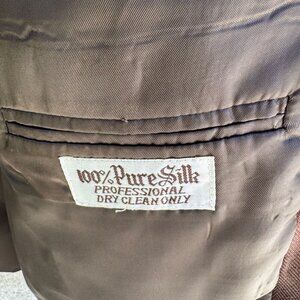 100% Pure Silk
PROFESSIONAL
DRY CLEAN ONLY